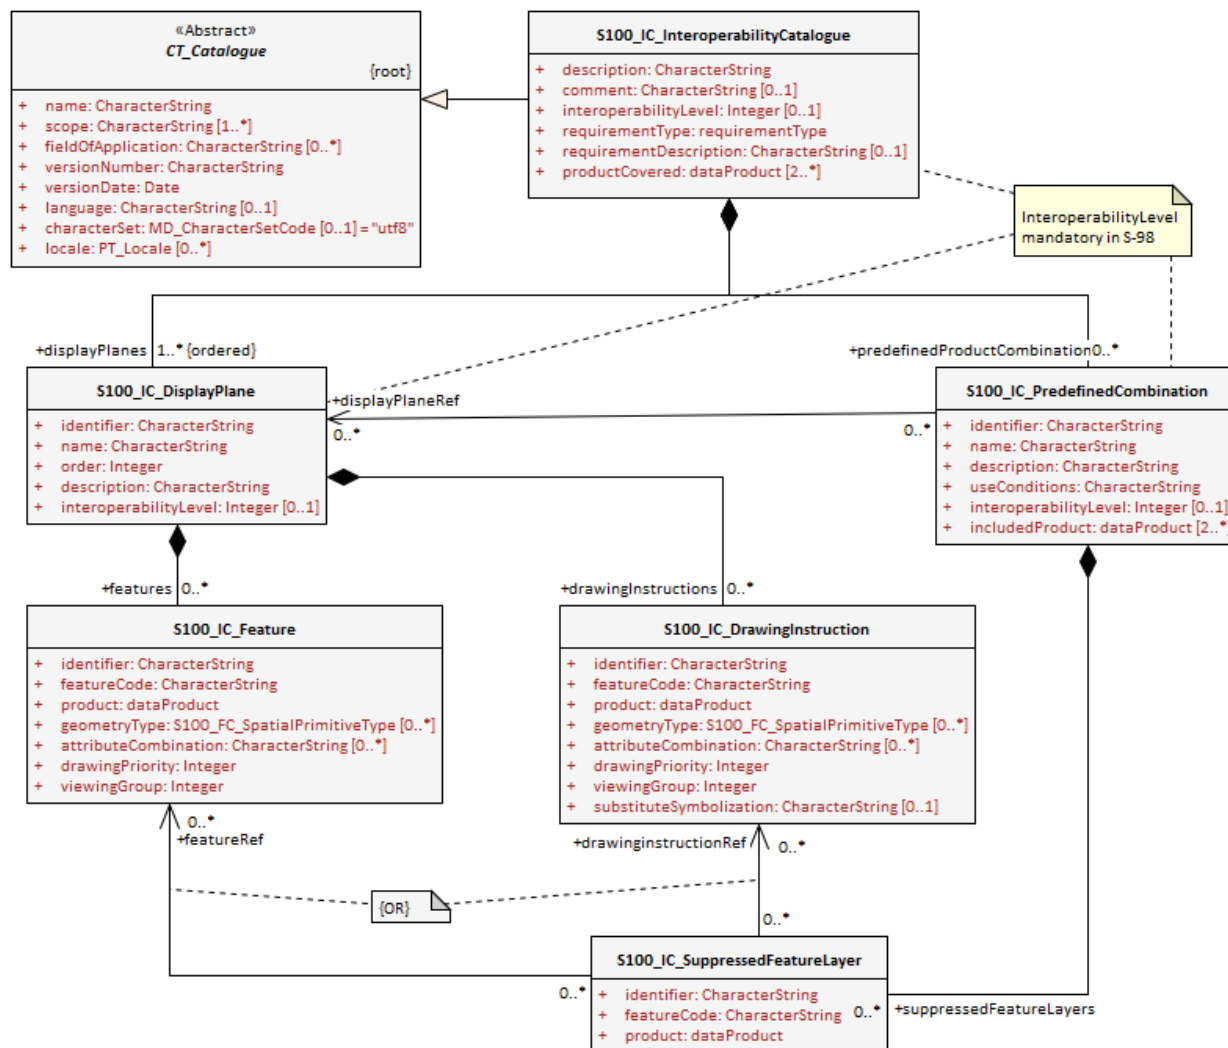 «Abstract»
CT_Catalogue
{root}
+ name: CharacterString
+ scope: CharacterString [1..*]
+ fieldOfApplication: CharacterString [0..*]
+ versionNumber: CharacterString
+ versionDate: Date
+ language: CharacterString [0..1]
+ characterSet: MD_CharacterSetCode [0..1] = "utf8"
+ locale: PT_Locale [0..*]
S100_IC_InteroperabilityCatalogue
+ description: CharacterString
+ comment: CharacterString [0..1]
+ interoperabilityLevel: Integer [0..1]
+ requirementType: requirementType
+ requirementDescription: CharacterString [0..1]
+ productCovered: dataProduct [2..*]
InteroperabilityLevel
mandatory in S-98
+displayPlanes 1..* {ordered}
+predefinedProductCombination 0..*
S100_IC_DisplayPlane
+ identifier: CharacterString
+ name: CharacterString
+ order: Integer
+ description: CharacterString
+ interoperabilityLevel: Integer [0..1]
+displayPlaneRef
0..*
0..*
S100_IC_PredefinedCombination
+ identifier: CharacterString
+ name: CharacterString
+ description: CharacterString
+ useConditions: CharacterString
+ interoperabilityLevel: Integer [0..1]
+ includedProduct: dataProduct [2..*]
+features 0..*
+drawingInstructions 0..*
S100_IC_Feature
+ identifier: CharacterString
+ featureCode: CharacterString
+ product: dataProduct
+ geometryType: S100_FC_SpatialPrimitiveType [0..*]
+ attributeCombination: CharacterString [0..*]
+ drawingPriority: Integer
+ viewingGroup: Integer
S100_IC_DrawingInstruction
+ identifier: CharacterString
+ featureCode: CharacterString
+ product: dataProduct
+ geometryType: S100_FC_SpatialPrimitiveType [0..*]
+ attributeCombination: CharacterString [0..*]
+ drawingPriority: Integer
+ viewingGroup: Integer
+ substituteSymbolization: CharacterString [0..1]
0..*
+featureRef
+drawinginstructionRef 0..*
{OR}
0..*
S100_IC_SuppressedFeatureLayer
+ identifier: CharacterString
+ featureCode: CharacterString
+ product: dataProduct
0..*
0..* +suppressedFeatureLayers